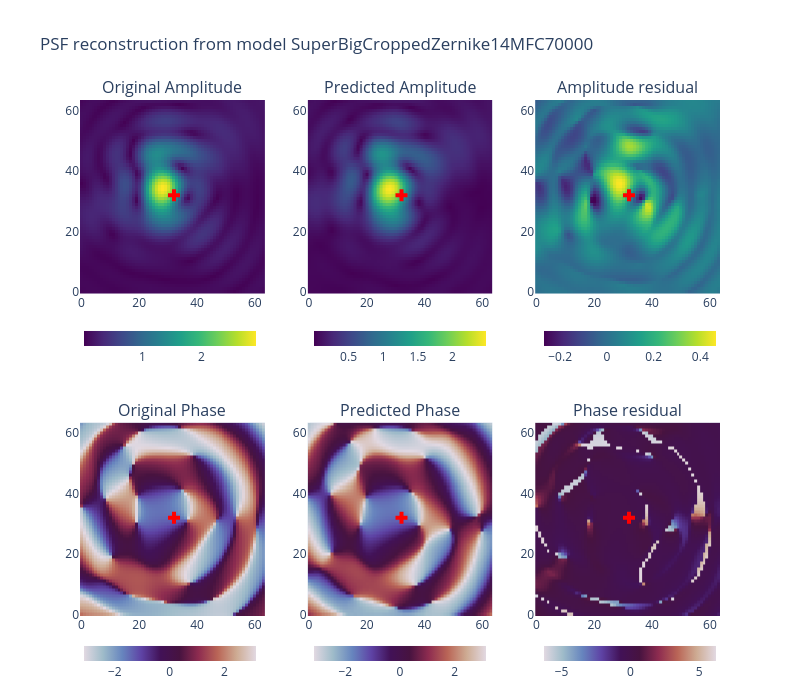 PSF reconstruction from model SuperBigCroppedZernike14MFC70000
Original Amplitude Predicted Amplitude Amplitude residual
60 60 60
40 40 40
20 20 20
0 0 0
0 20 40 60 0 20 40 60 0 20 40 60
1 2 0.5 1 1.5 2 −0.2 0 0.2 0.4
Original Phase Predicted Phase Phase residual
60 60 60
40 40 40
20 20 20
0 0 0
0 20 40 60 0 20 40 60 0 20 40 60
−2 0 2 −2 0 2 −5 0 5